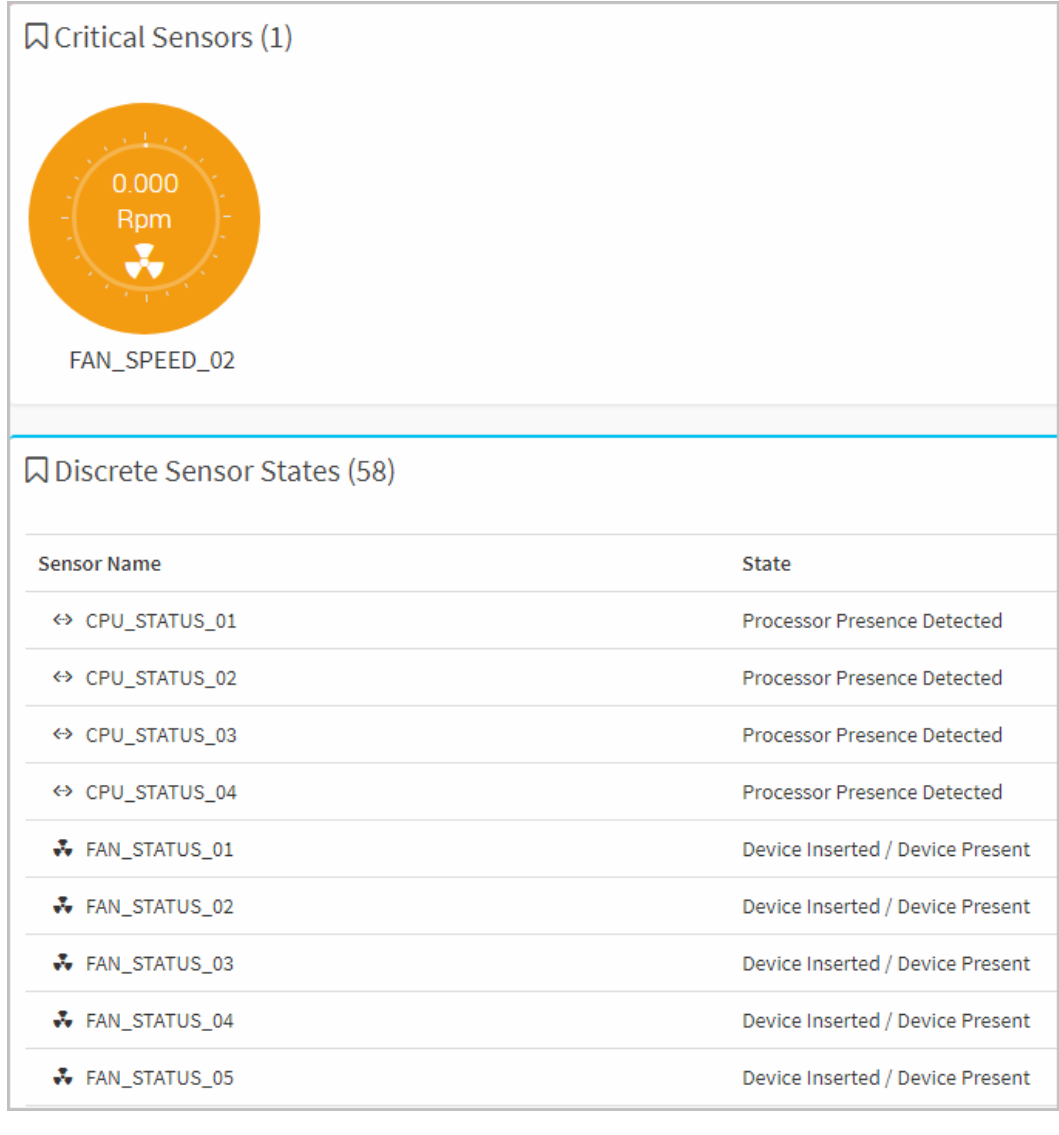 Critical Sensors (1)
0.000
Rpm
FAN_SPEED_02
Discrete Sensor States (58)
Sensor Name State
CPU_STATUS_01 Processor Presence Detected
CPU_STATUS_02 Processor Presence Detected
CPU_STATUS_03 Processor Presence Detected
CPU_STATUS_04 Processor Presence Detected
FAN_STATUS_01 Device Inserted / Device Present
FAN_STATUS_02 Device Inserted / Device Present
FAN_STATUS_03 Device Inserted / Device Present
FAN_STATUS_04 Device Inserted / Device Present
FAN_STATUS_05 Device Inserted / Device Present